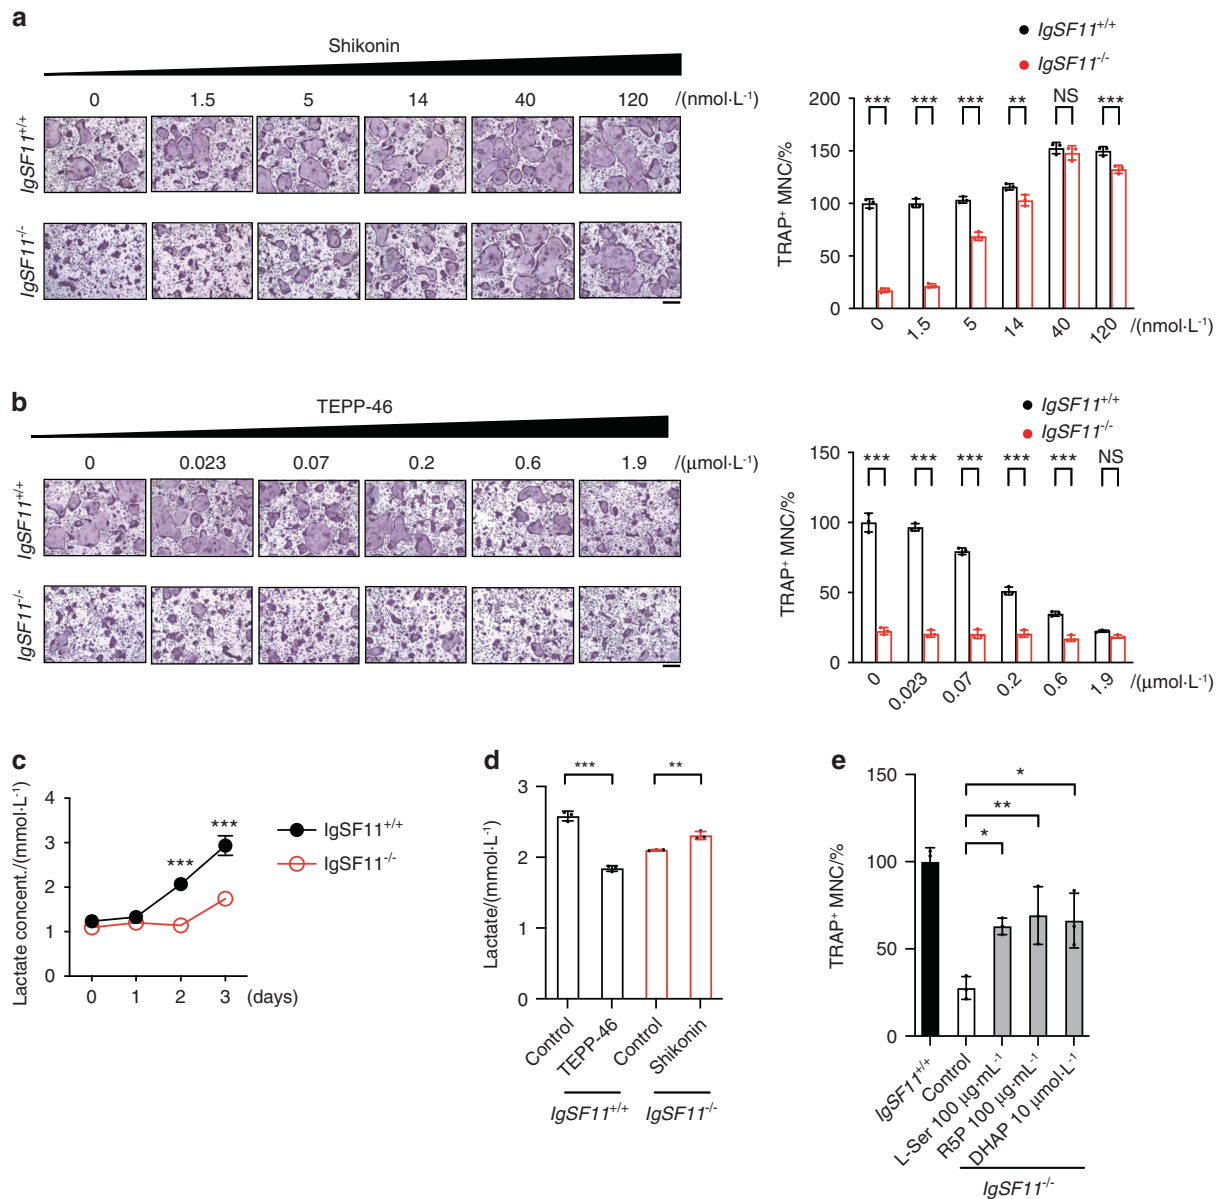 a
Shikonin
0 1.5 5 14 40 120 /(nmol·L⁻¹)
IgSF11⁺/⁺
IgSF11⁻/⁻
IgSF11⁺/⁺
IgSF11⁻/⁻
*** *** *** ** NS ***
TRAP⁺ MNC/%
200
150
100
50
0
0 1.5 5 14 40 120 /(nmol·L⁻¹)
b
TEPP-46
0 0.023 0.07 0.2 0.6 1.9 /(μmol·L⁻¹)
IgSF11⁺/⁺
IgSF11⁻/⁻
IgSF11⁺/⁺
IgSF11⁻/⁻
*** *** *** *** *** NS
TRAP⁺ MNC/%
150
100
50
0
0 0.023 0.07 0.2 0.6 1.9 /(μmol·L⁻¹)
c
Lactate concent./(mmol·L⁻¹)
4
3
2
1
0
*** ***
0 1 2 3 (days)
IgSF11⁺/⁺
IgSF11⁻/⁻
d
Lactate/(mmol·L⁻¹)
3
2
1
0
*** **
Control TEPP-46 Control Shikonin
IgSF11⁺/⁺ IgSF11⁻/⁻
e
TRAP⁺ MNC/%
150
100
50
0
*
**
*
IgSF11⁺/⁺ Control L-Ser 100 μg·mL⁻¹ R5P 100 μg·mL⁻¹ DHAP 10 μmol·L⁻¹
IgSF11⁻/⁻